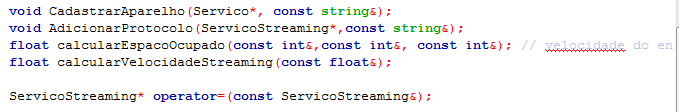 void CadastrarAparelho(Servico*, const string&);
void AdicionarProtocolo(ServicoStreaming*,const string&);
float calcularEspacoOcupado(const int&,const int&, const int&); // velocidade do en
float calcularVelocidadeStreaming(const float&);
ServicoStreaming* operator=(const ServicoStreaming&);